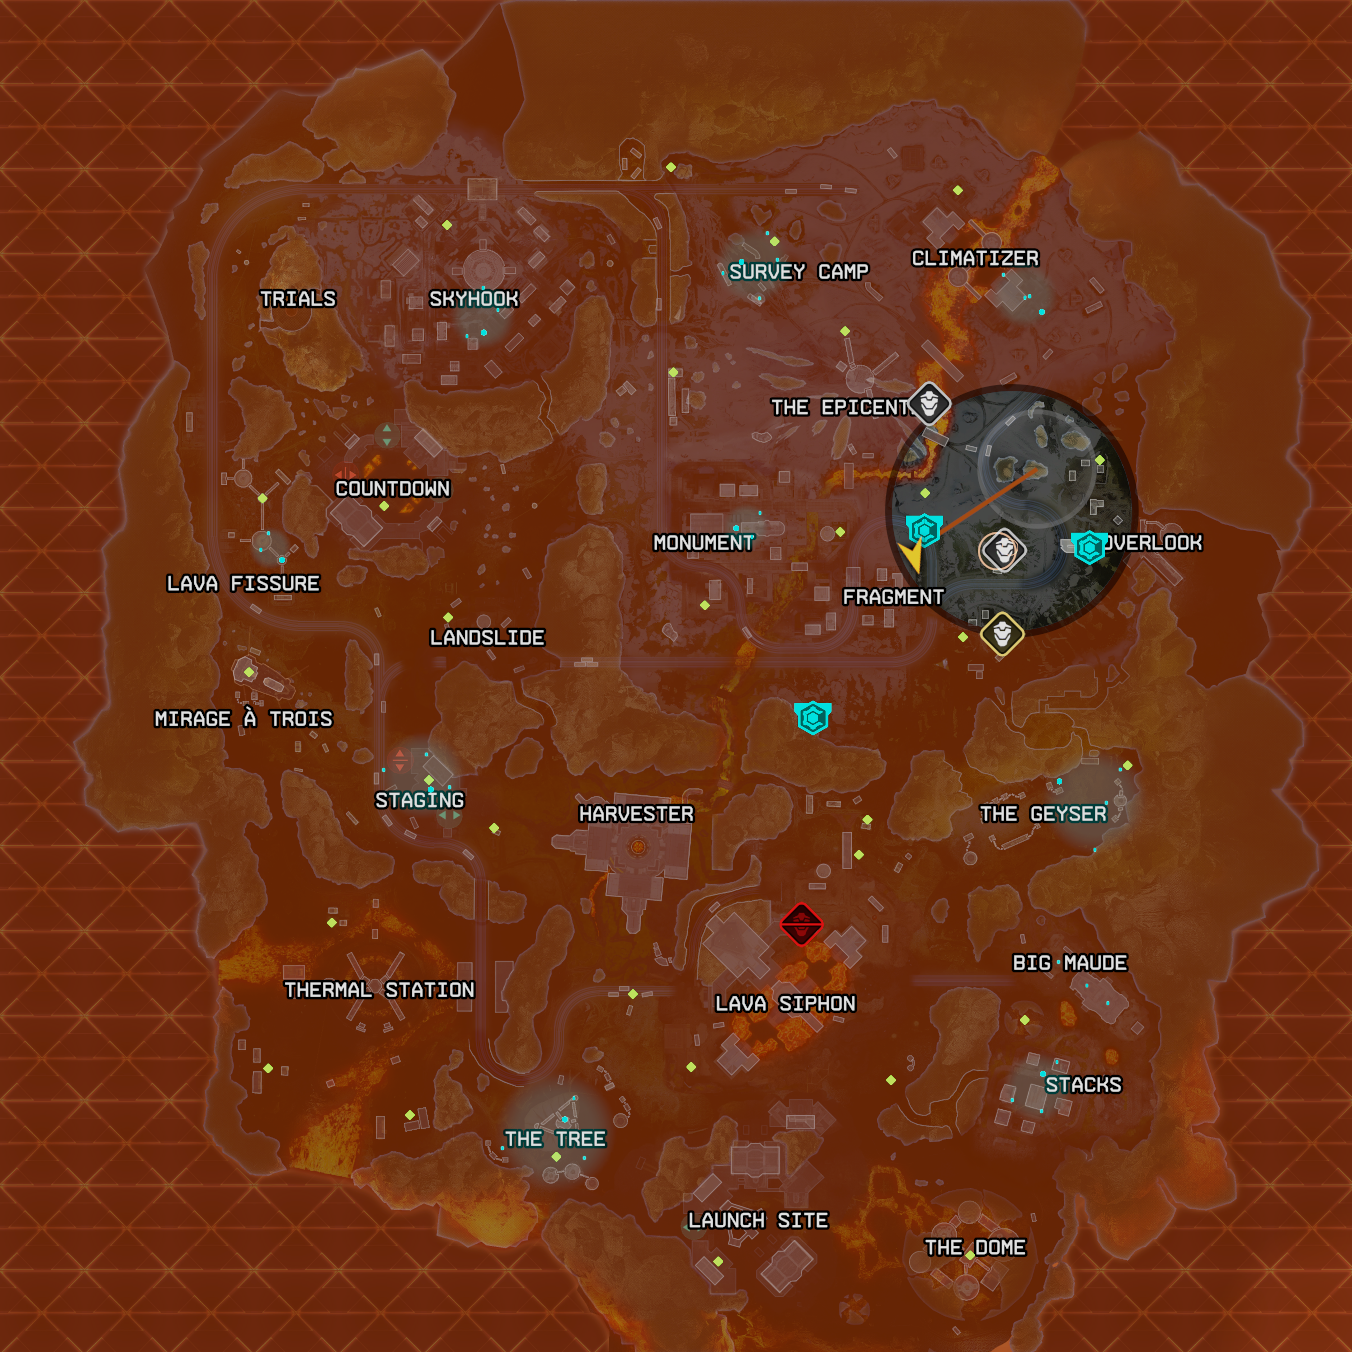 CLIMATIZER
SURVEY CAMP
TRIALS
SKYHOOK
THE EPICENT
COUNTDOWN
MONUMENT
OVERLOOK
LAVA FISSURE
FRAGMENT
LANDSLIDE
MIRAGE À TROIS
STAGING
HARVESTER
THE GEYSER
BIG MAUDE
THERMAL STATION
LAVA SIPHON
STACKS
THE TREE
LAUNCH SITE
THE DOME